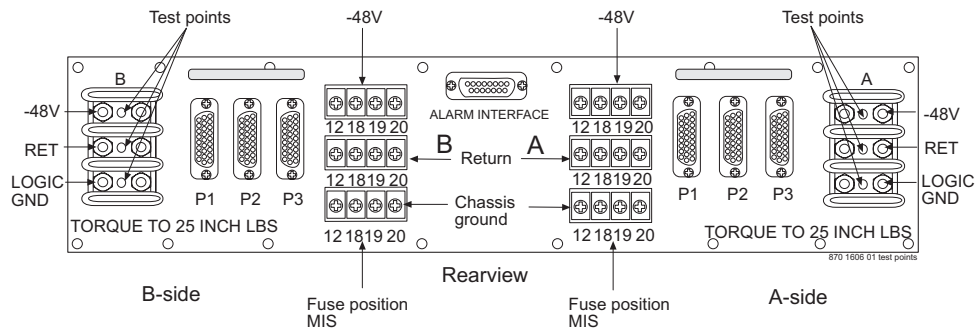 Test points
-48V
-48V
Test points
B
A
-48V
-48V
ALARM INTERFACE
12 18 19 20
12 18 19 20
RET
B
Return
A
RET
12 18 19 20
12 18 19 20
LOGIC
GND
P1 P2 P3
Chassis
ground
P1 P2 P3
LOGIC
GND
TORQUE TO 25 INCH LBS
12 18 19 20
12 18 19 20
TORQUE TO 25 INCH LBS
870 1606 01 test points
B-side
Rearview
A-side
Fuse position
MIS
Fuse position
MIS